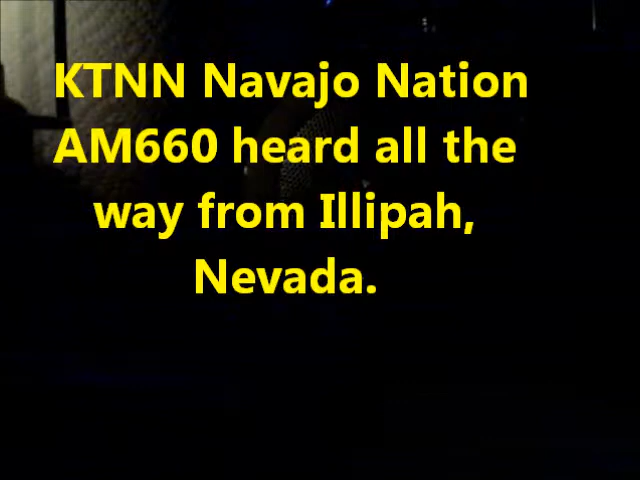 KTNN Navajo Nation
AM660 heard all the
way from Illipah,
Nevada.